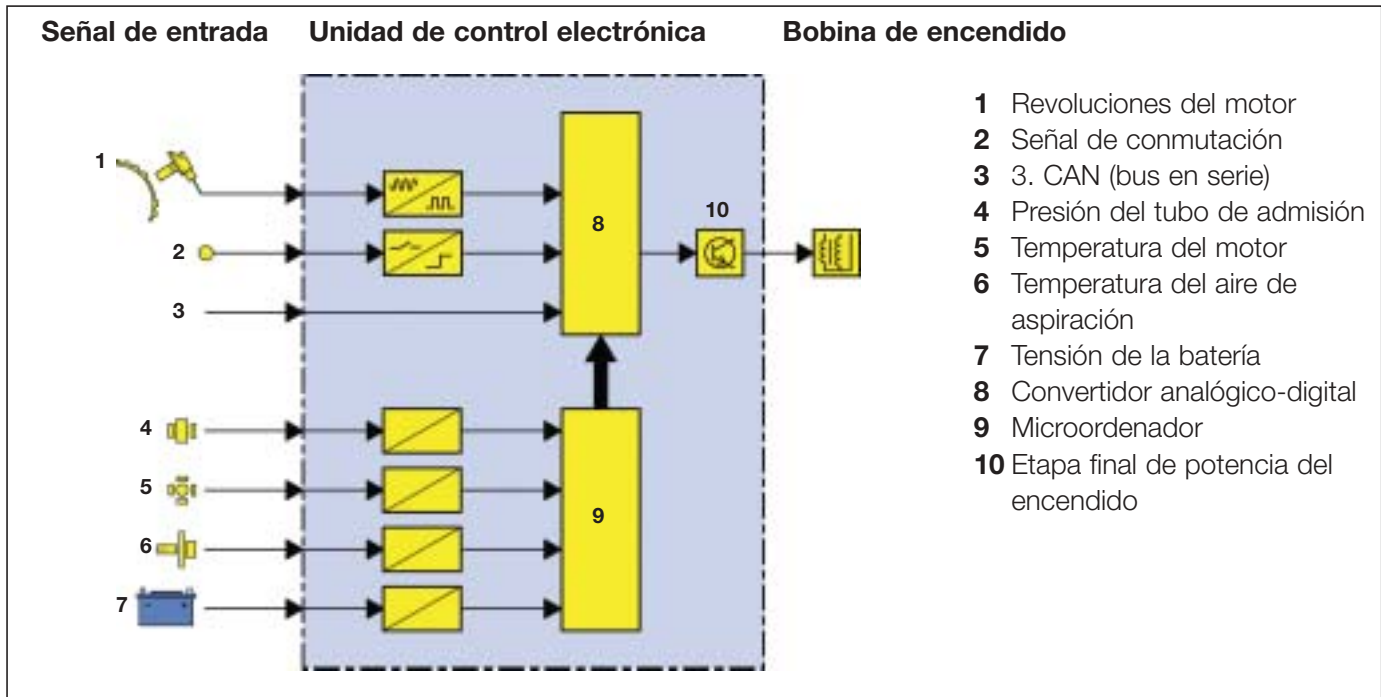 Señal de entrada Unidad de control electrónica Bobina de encendido
1
2
3
4
5
6
7
8
9
10
1 Revoluciones del motor
2 Señal de conmutación
3 3. CAN (bus en serie)
4 Presión del tubo de admisión
5 Temperatura del motor
6 Temperatura del aire de
aspiración
7 Tensión de la batería
8 Convertidor analógico-digital
9 Microordenador
10 Etapa final de potencia del
encendido